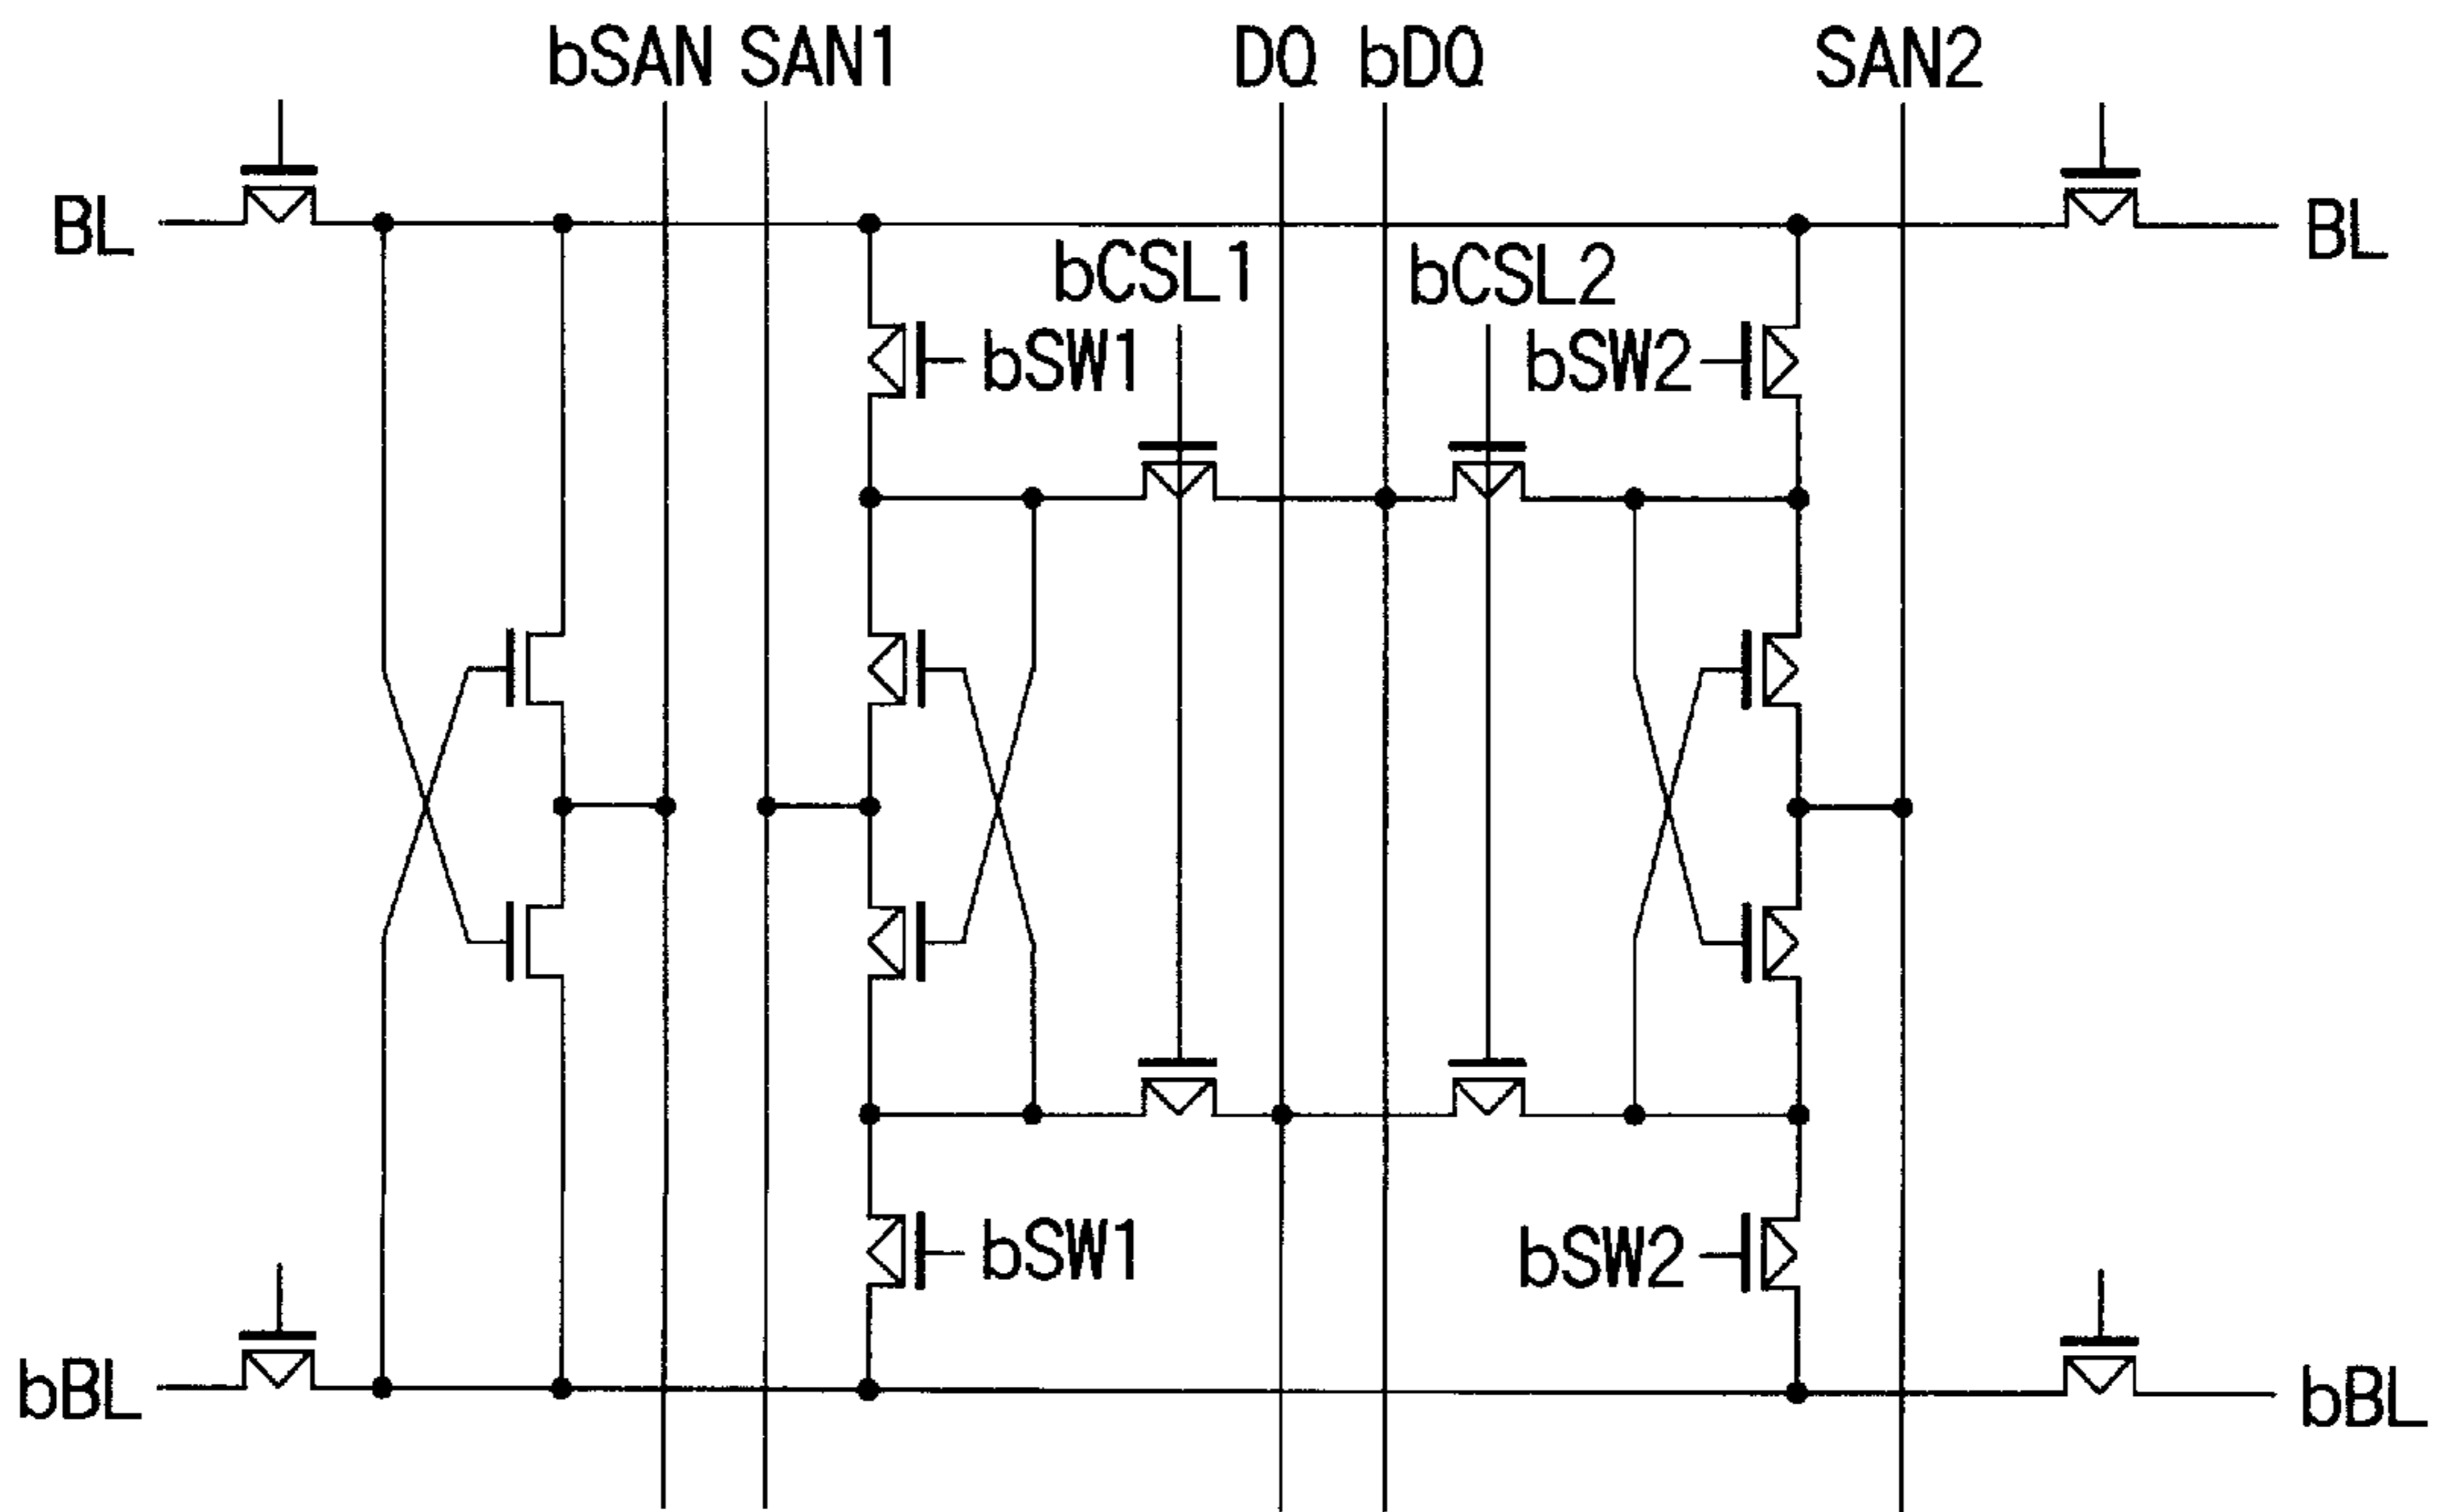 bSAN SAN1 DQ bDQ SAN2
BL BL
bCSL1 bCSL2
bSW1 bSW2
bSW1 bSW2
bBL bBL